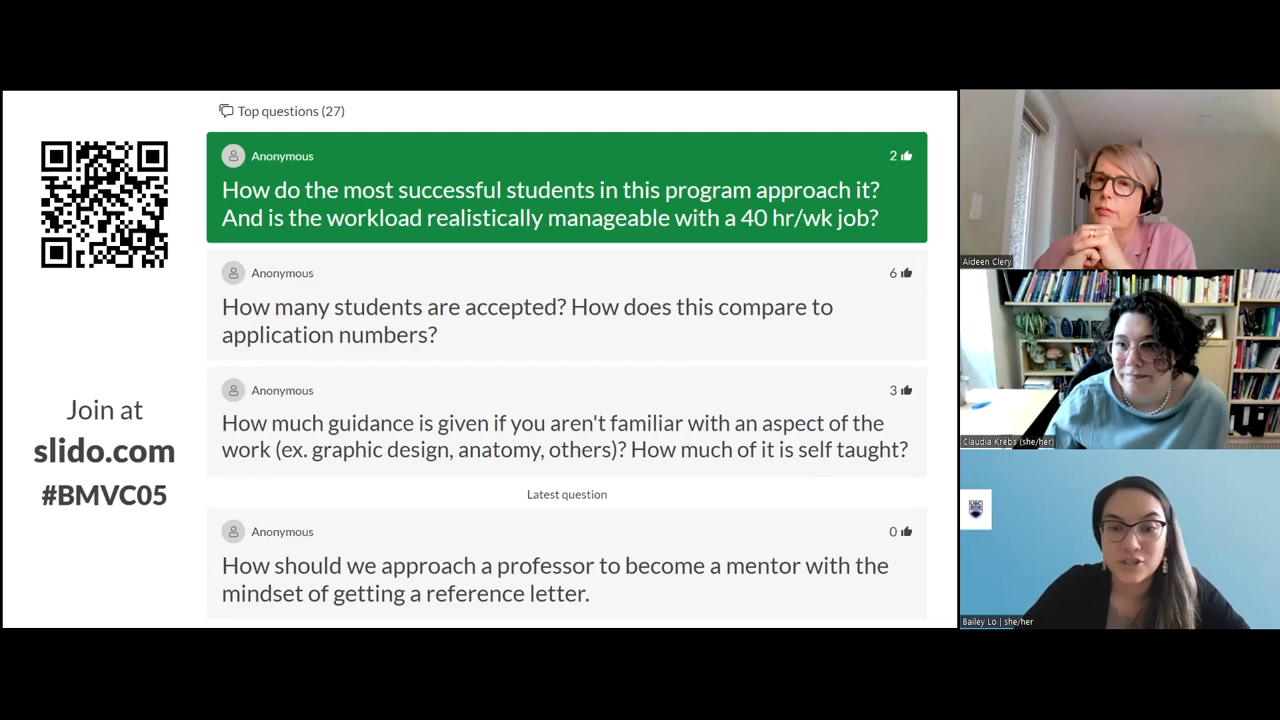 Top questions (27)
Anonymous
2
How do the most successful students in this program approach it?
And is the workload realistically manageable with a 40 hr/wk job?
Anonymous
6
How many students are accepted? How does this compare to
application numbers?
Anonymous
3
How much guidance is given if you aren't familiar with an aspect of the
work (ex. graphic design, anatomy, others)? How much of it is self taught?
Latest question
Anonymous
0
How should we approach a professor to become a mentor with the
mindset of getting a reference letter.
Join at
slido.com
#BMVC05
Aideen Clery
Claudia Krebs (she/her)
UBC
Bailey Lo | she/her